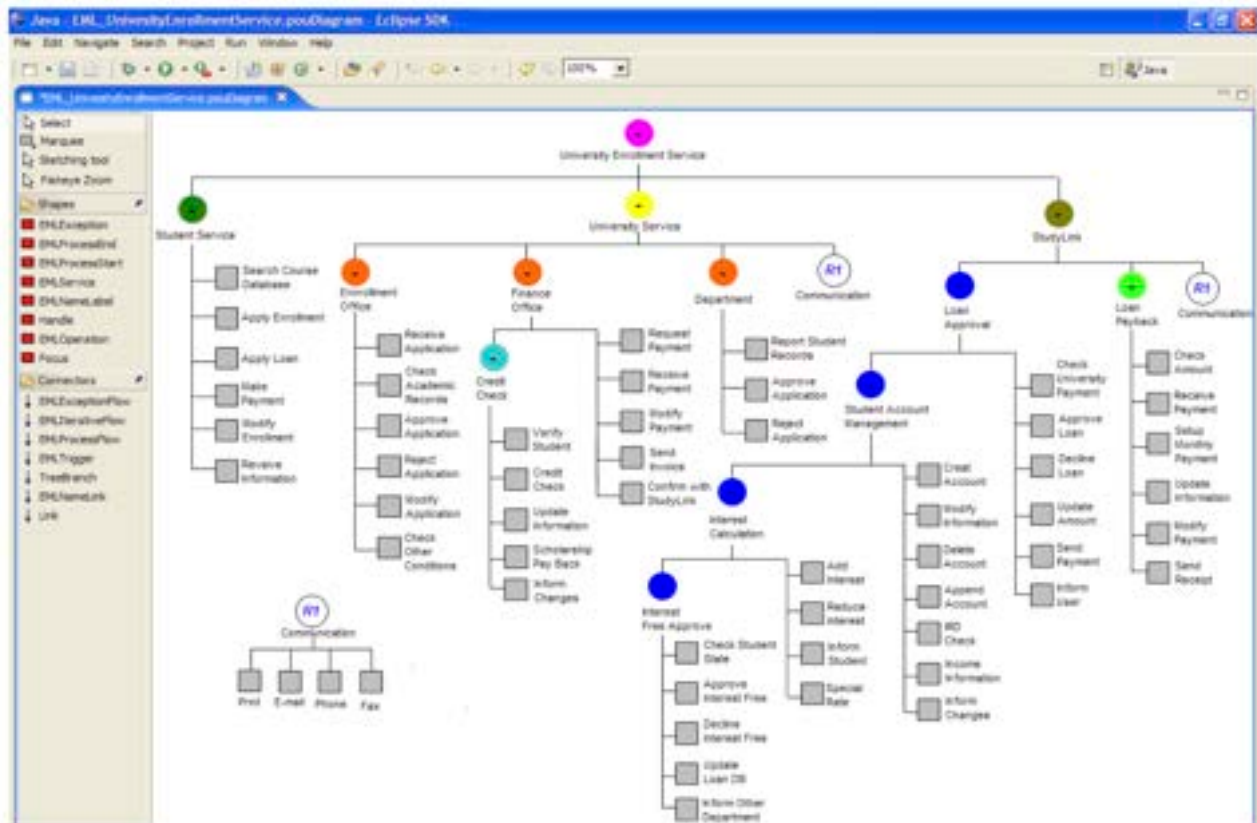 Java - EML_UnivesityEnrollmentService.pouDiagram - Eclipse SDK
File Edit Navigate Search Project Run Window Help
100%
Java
*EML_UnivesityEnrollmentService.pouDiagram
Select
Marquee
Sketching tool
Fisheye Zoom
Shapes
EMLException
EMLProcessEnd
EMLProcessStart
EMLService
EMLNameLabel
Handle
EMLOperation
Focus
Connectors
EMLExceptionFlow
EMLIterativeFlow
EMLProcessFlow
EMLTrigger
TreeBranch
EMLNameLink
Link
University Enrollment Service
Student Service
Search Course
Database
Apply Enrollment
Apply Loan
Make
Payment
Modify
Enrollment
Receive
Information
University Service
Enrollment
Office
Receive
Application
Check
Academic
Records
Approve
Application
Reject
Application
Modify
Application
Check
Other
Conditions
Finance
Office
Credit
Check
Verify
Student
Credit
Check
Update
Information
Scholarship
Pay Back
Inform
Changes
Request
Payment
Receive
Payment
Modify
Payment
Send
Invoice
Confirm with
StudyLink
Department
Report Student
Records
Approve
Application
Reject
Application
R1
Communication
StudyLink
Loan
Approval
Student Account
Management
Interest
Calculation
Interest
Free Approve
Check Student
State
Approve
Interest Free
Decline
Interest Free
Update
Loan DB
Inform Other
Department
Add
Interest
Reduce
Interest
Inform
Student
Special
Rate
Creat
Account
Modify
Information
Delete
Account
Append
Account
IRD
Check
Income
Information
Inform
Changes
Check
University
Payment
Approve
Loan
Decline
Loan
Update
Amount
Send
Payment
Inform
User
Loan
Payback
Check
Amount
Receive
Payment
Setup
Monthly
Payment
Update
Information
Modify
Payment
Send
Receipt
R1
Communication
R1
Communication
E-mail
Phone
Fax